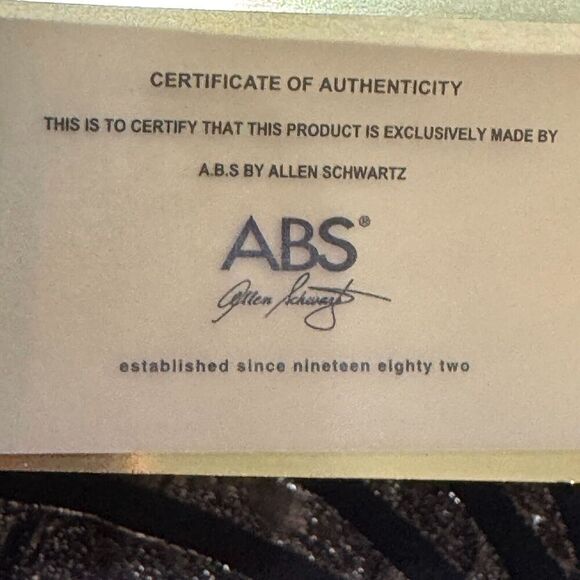 CERTIFICATE OF AUTHENTICITY
THIS IS TO CERTIFY THAT THIS PRODUCT IS EXCLUSIVELY MADE BY
A.B.S BY ALLEN SCHWARTZ
ABS®
Allen Schwartz
established since nineteen eighty two